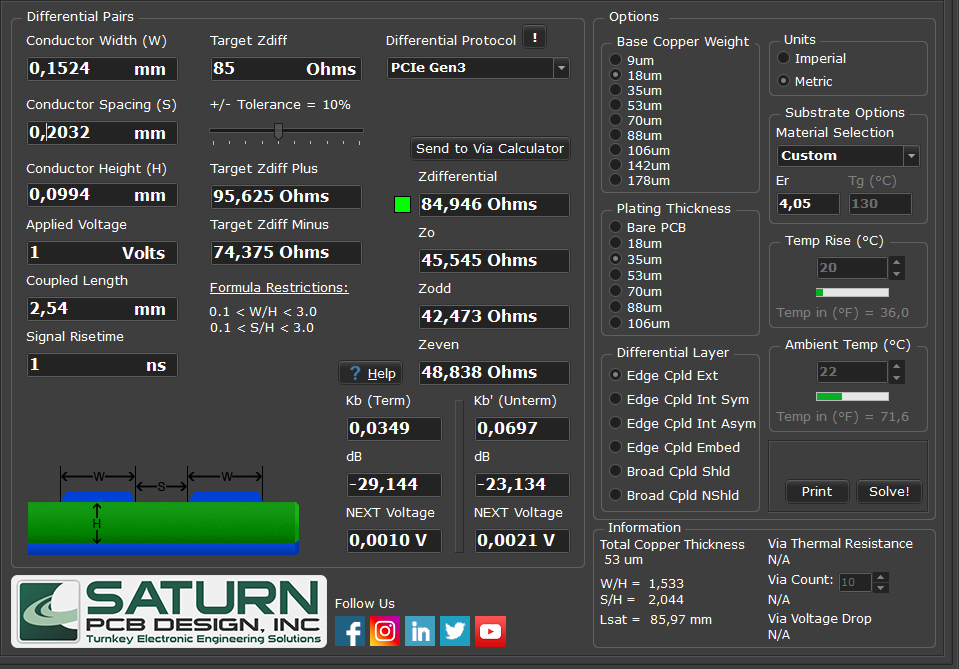 Differential Pairs
Conductor Width (W)
0,1524 mm
Conductor Spacing (S)
0,2032 mm
Conductor Height (H)
0,0994 mm
Applied Voltage
1 Volts
Coupled Length
2,54 mm
Signal Risetime
1 ns
Target Zdiff
85 Ohms
+/- Tolerance = 10%
Target Zdiff Plus
95,625 Ohms
Target Zdiff Minus
74,375 Ohms
Formula Restrictions:
0.1 < W/H < 3.0
0.1 < S/H < 3.0
Differential Protocol !
PCIe Gen3
Send to Via Calculator
Zdifferential
84,946 Ohms
Zo
45,545 Ohms
Zodd
42,473 Ohms
Zeven
48,838 Ohms
? Help
Kb (Term)
0,0349
dB
-29,144
NEXT Voltage
0,0010 V
Kb' (Unterm)
0,0697
dB
-23,134
NEXT Voltage
0,0021 V
W S W
H
SATURN
PCB DESIGN, INC
Turnkey Electronic Engineering Solutions
Follow Us
f in
Options
Base Copper Weight
9um
18um
35um
53um
70um
88um
106um
142um
178um
Plating Thickness
Bare PCB
18um
35um
53um
70um
88um
106um
Differential Layer
Edge Cpld Ext
Edge Cpld Int Sym
Edge Cpld Int Asym
Edge Cpld Embed
Broad Cpld Shld
Broad Cpld NShld
Units
Imperial
Metric
Substrate Options
Material Selection
Custom
Er Tg (°C)
4,05 130
Temp Rise (°C)
20
Temp in (°F) = 36,0
Ambient Temp (°C)
22
Temp in (°F) = 71,6
Print Solve!
Information
Total Copper Thickness
53 um
W/H = 1,533
S/H = 2,044
Lsat = 85,97 mm
Via Thermal Resistance
N/A
Via Count: 10
N/A
Via Voltage Drop
N/A